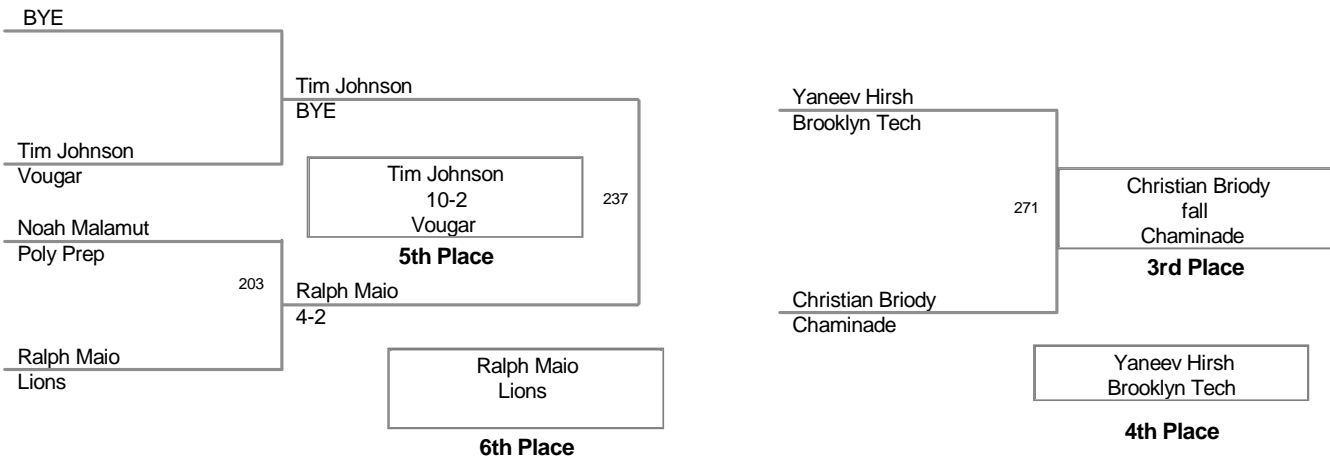 BYE
Tim Johnson
BYE
Tim Johnson
Vougar
Tim Johnson
10-2
Vougar
5th Place
237
Noah Malamut
Poly Prep
203
Ralph Maio
4-2
Ralph Maio
Lions
Ralph Maio
Lions
6th Place
Yaneev Hirsh
Brooklyn Tech
271
Christian Briody
fall
Chaminade
3rd Place
Christian Briody
Chaminade
Yaneev Hirsh
Brooklyn Tech
4th Place